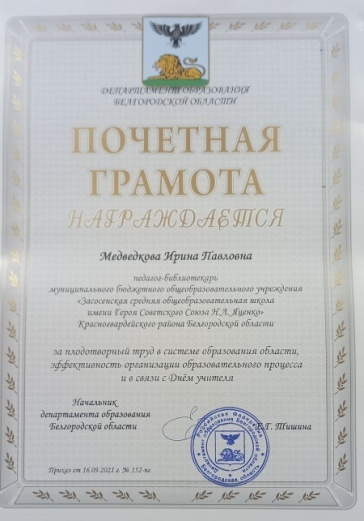 ДЕПАРТАМЕНТ ОБРАЗОВАНИЯ
БЕЛГОРОДСКОЙ ОБЛАСТИ
ПОЧЕТНАЯ
ГРАМОТА
НАГРАЖДАЕТСЯ
Медведкова Ирина Павловна
педагог-библиотекарь
муниципального бюджетного общеобразовательного учреждения
«Засосенская средняя общеобразовательная школа
имени Героя Советского Союза Н.Л. Яценко»
Красногвардейского района Белгородской области
за плодотворный труд в системе образования области,
эффективность организации образовательного процесса
и в связи с Днём учителя
Начальник
департамента образования
Белгородской области
Е.Г. Тишина
Приказ от 16.09.2021 г. № 152-на